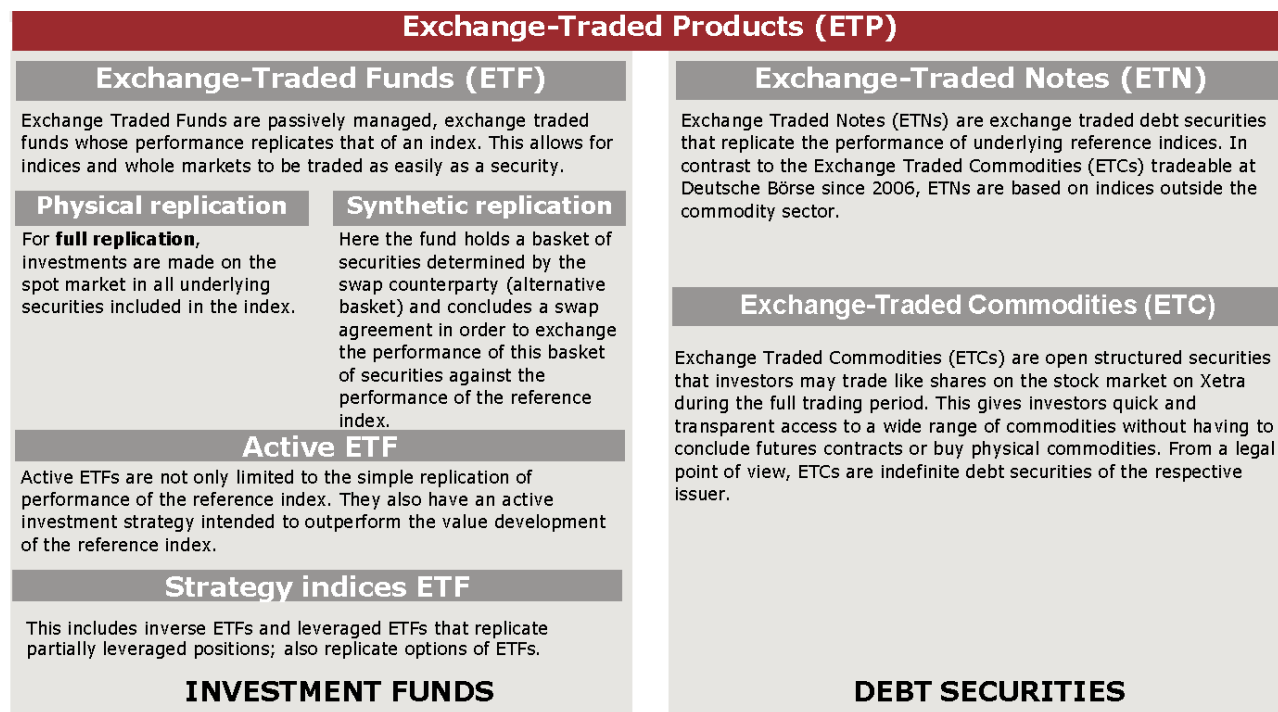 Exchange-Traded Products (ETP)
Exchange-Traded Funds (ETF)
Exchange Traded Funds are passively managed, exchange traded
funds whose performance replicates that of an index. This allows for
indices and whole markets to be traded as easily as a security.
Physical replication
For full replication,
investments are made on the
spot market in all underlying
securities included in the index.
Synthetic replication
Here the fund holds a basket of
securities determined by the
swap counterparty (alternative
basket) and concludes a swap
agreement in order to exchange
the performance of this basket
of securities against the
performance of the reference
index.
Active ETF
Active ETFs are not only limited to the simple replication of
performance of the reference index. They also have an active
investment strategy intended to outperform the value development
of the reference index.
Strategy indices ETF
This includes inverse ETFs and leveraged ETFs that replicate
partially leveraged positions; also replicate options of ETFs.
INVESTMENT FUNDS
Exchange-Traded Notes (ETN)
Exchange Traded Notes (ETNs) are exchange traded debt securities
that replicate the performance of underlying reference indices. In
contrast to the Exchange Traded Commodities (ETCs) tradeable at
Deutsche Börse since 2006, ETNs are based on indices outside the
commodity sector.
Exchange-Traded Commodities (ETC)
Exchange Traded Commodities (ETCs) are open structured securities
that investors may trade like shares on the stock market on Xetra
during the full trading period. This gives investors quick and
transparent access to a wide range of commodities without having to
conclude futures contracts or buy physical commodities. From a legal
point of view, ETCs are indefinite debt securities of the respective
issuer.
DEBT SECURITIES